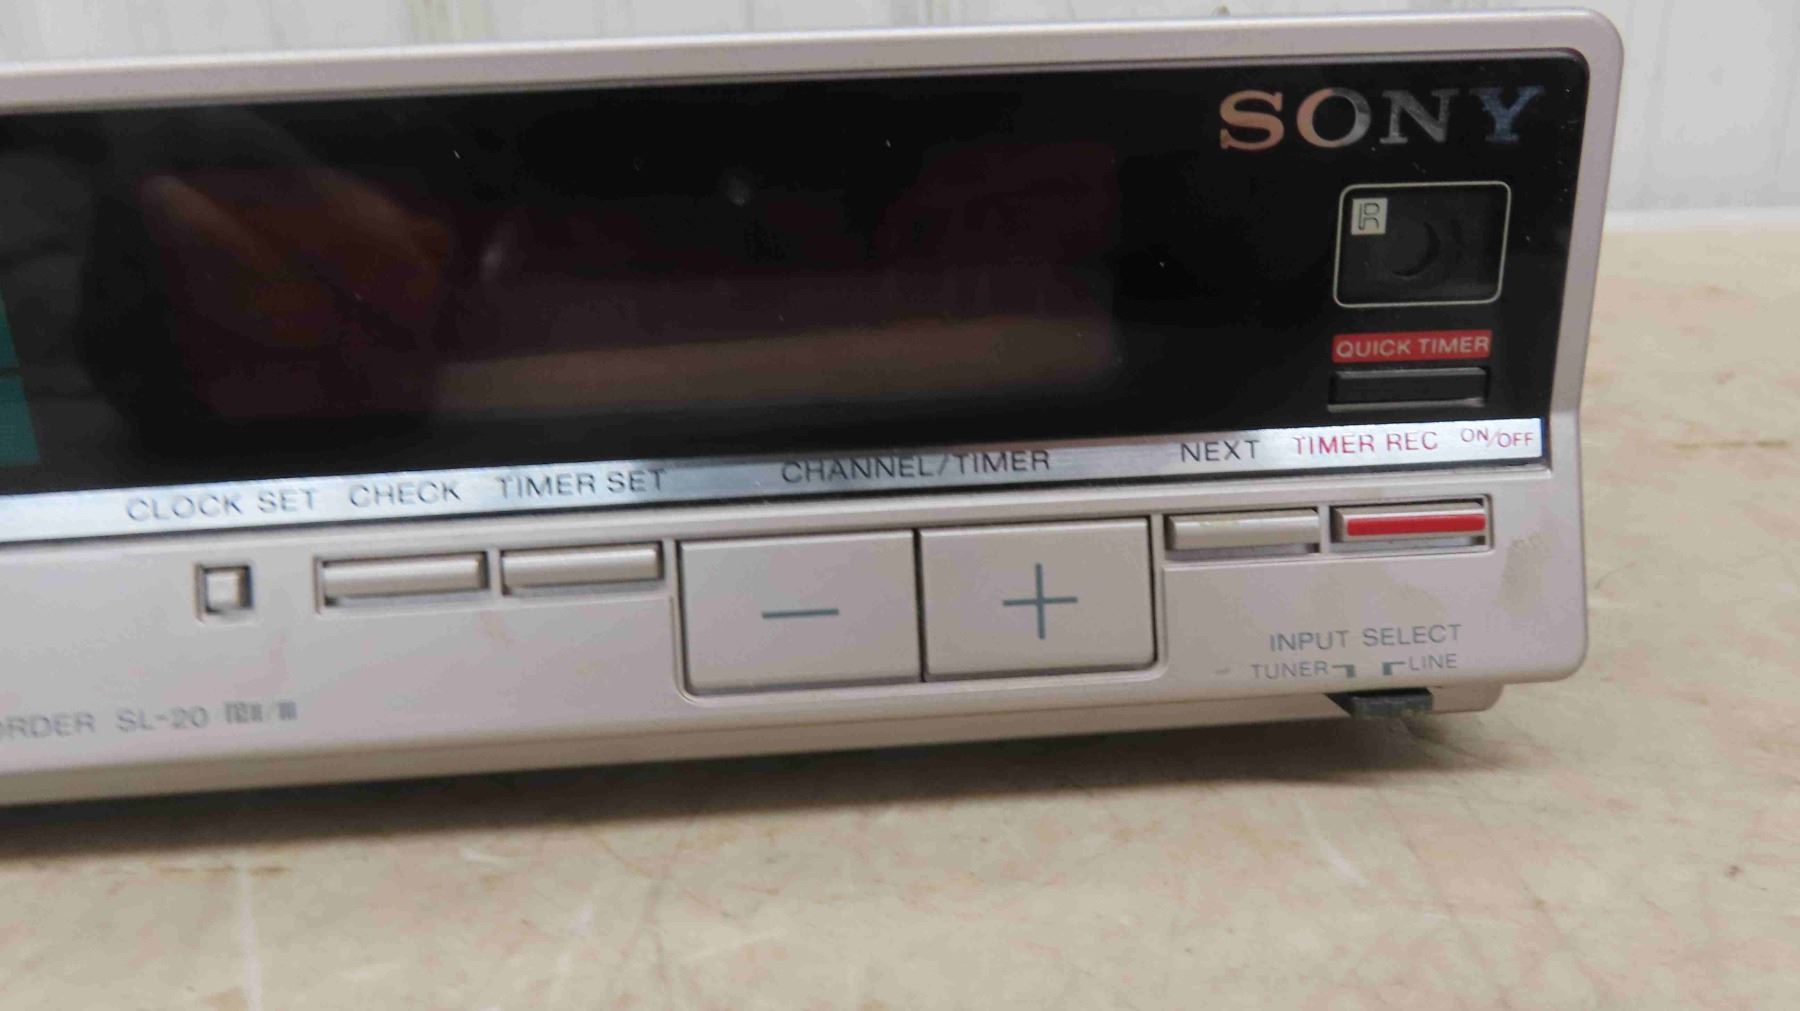 SONY
IR
QUICK TIMER
CLOCK SET CHECK TIMER SET CHANNEL/TIMER NEXT TIMER REC ON/OFF
− +
INPUT SELECT
TUNER LINE
ORDER SL-20